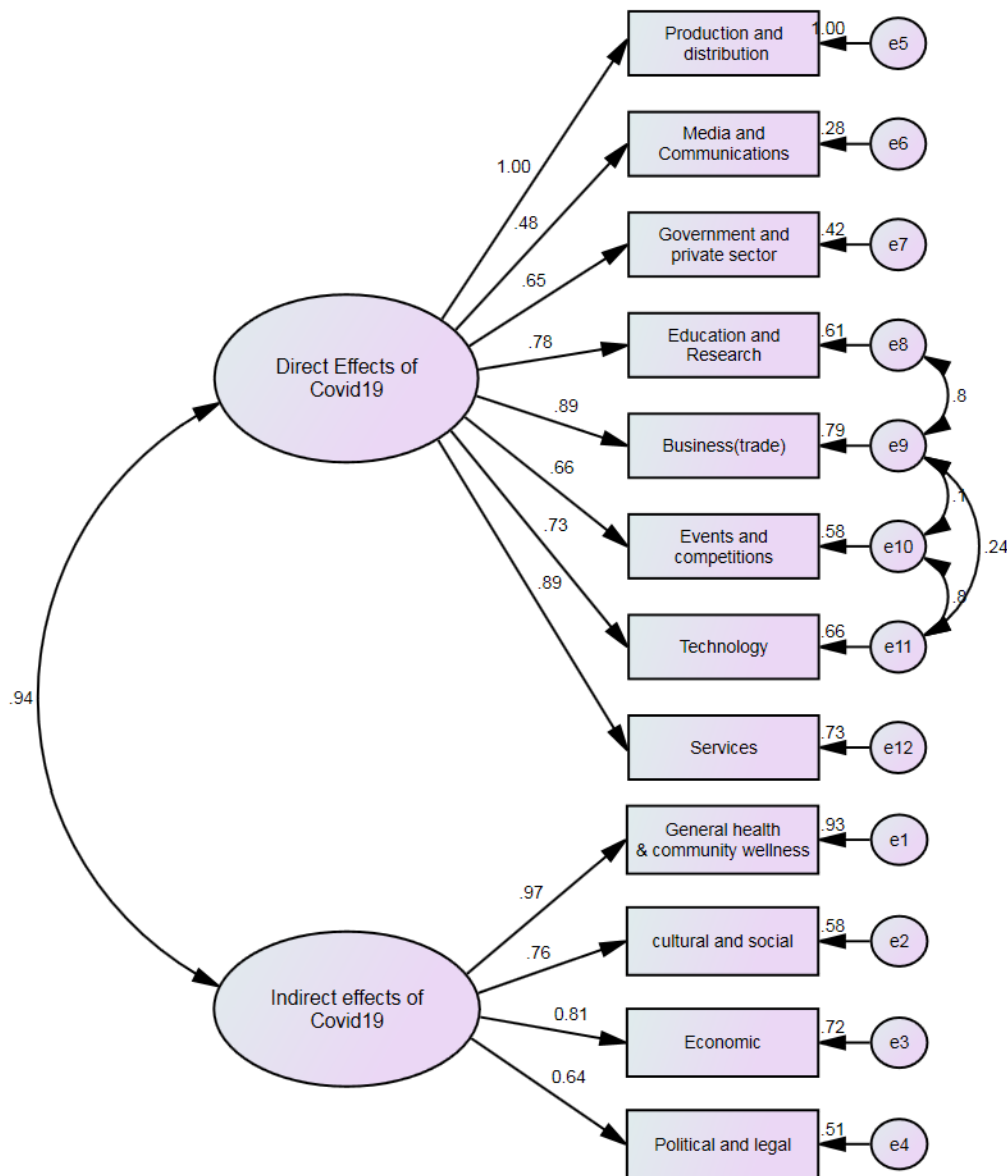 Production and
distribution
1.00
e5
Media and
Communications
.28
e6
1.00
.48
Government and
private sector
.42
e7
.65
Education and
Research
.61
e8
.78
Direct Effects of
Covid19
.8
.89
Business(trade)
.79
e9
.66
.1
Events and
competitions
.58
e10
.24
.73
.89
.8
Technology
.66
e11
.94
Services
.73
e12
General health
& community wellness
.93
e1
.97
cultural and social
.58
e2
.76
Indirect effects of
Covid19
0.81
Economic
.72
e3
0.64
Political and legal
.51
e4